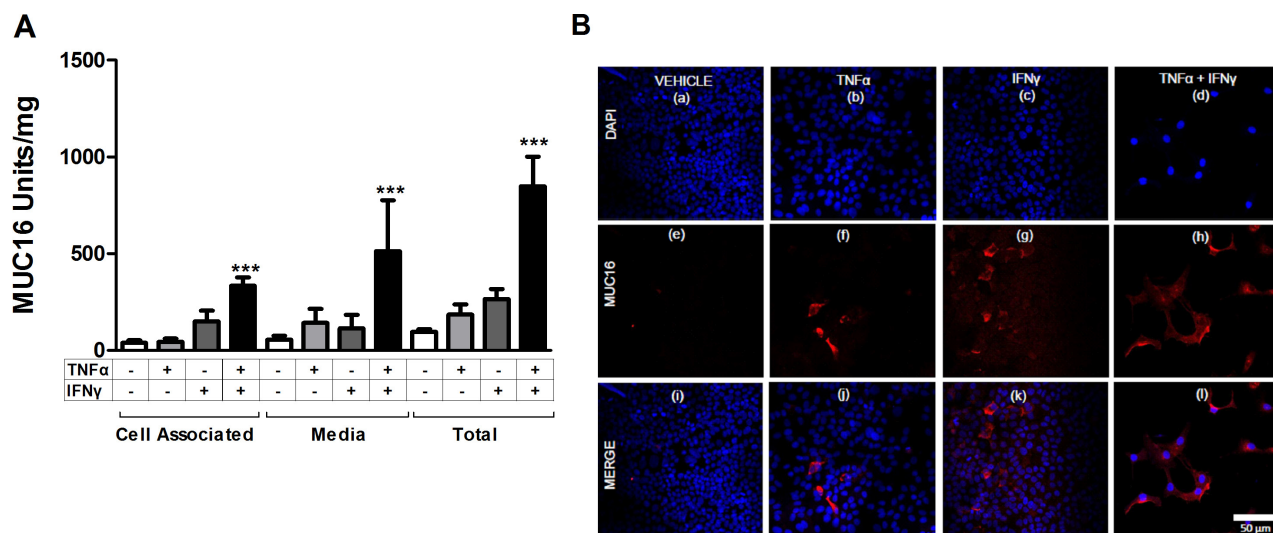 A
MUC16 Units/mg
1500
1000
500
0
***
***
***
TNFα - + - + - + - + - + - +
IFNγ - - + + - - + + - - + +
Cell Associated Media Total
B
VEHICLE TNFα IFNγ TNFα + IFNγ
(a) (b) (c) (d)
DAPI
(e) (f) (g) (h)
MUC16
(i) (j) (k) (l)
MERGE
50 µm